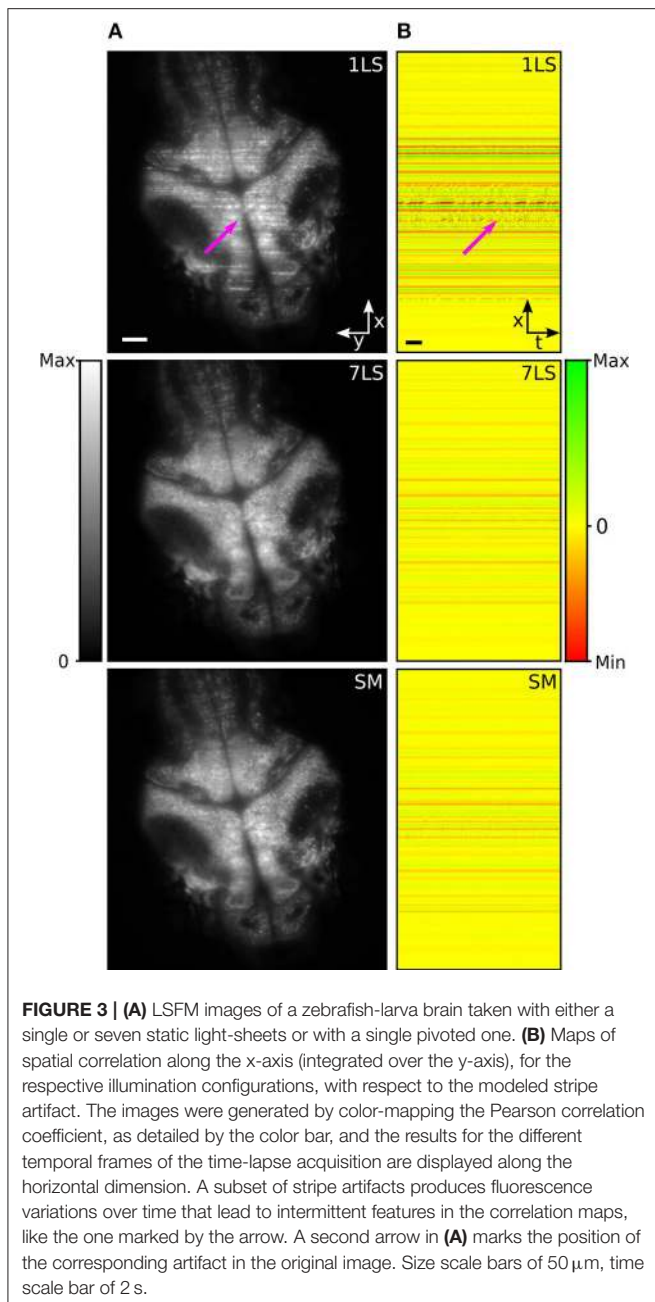 A
B
1LS
1LS
x
y
x
t
Max
7LS
7LS
Max
0
0
Min
SM
SM
FIGURE 3 | (A) LSFM images of a zebrafish-larva brain taken with either a
single or seven static light-sheets or with a single pivoted one. (B) Maps of
spatial correlation along the x-axis (integrated over the y-axis), for the
respective illumination configurations, with respect to the modeled stripe
artifact. The images were generated by color-mapping the Pearson correlation
coefficient, as detailed by the color bar, and the results for the different
temporal frames of the time-lapse acquisition are displayed along the
horizontal dimension. A subset of stripe artifacts produces fluorescence
variations over time that lead to intermittent features in the correlation maps,
like the one marked by the arrow. A second arrow in (A) marks the position of
the corresponding artifact in the original image. Size scale bars of 50 μm, time
scale bar of 2 s.